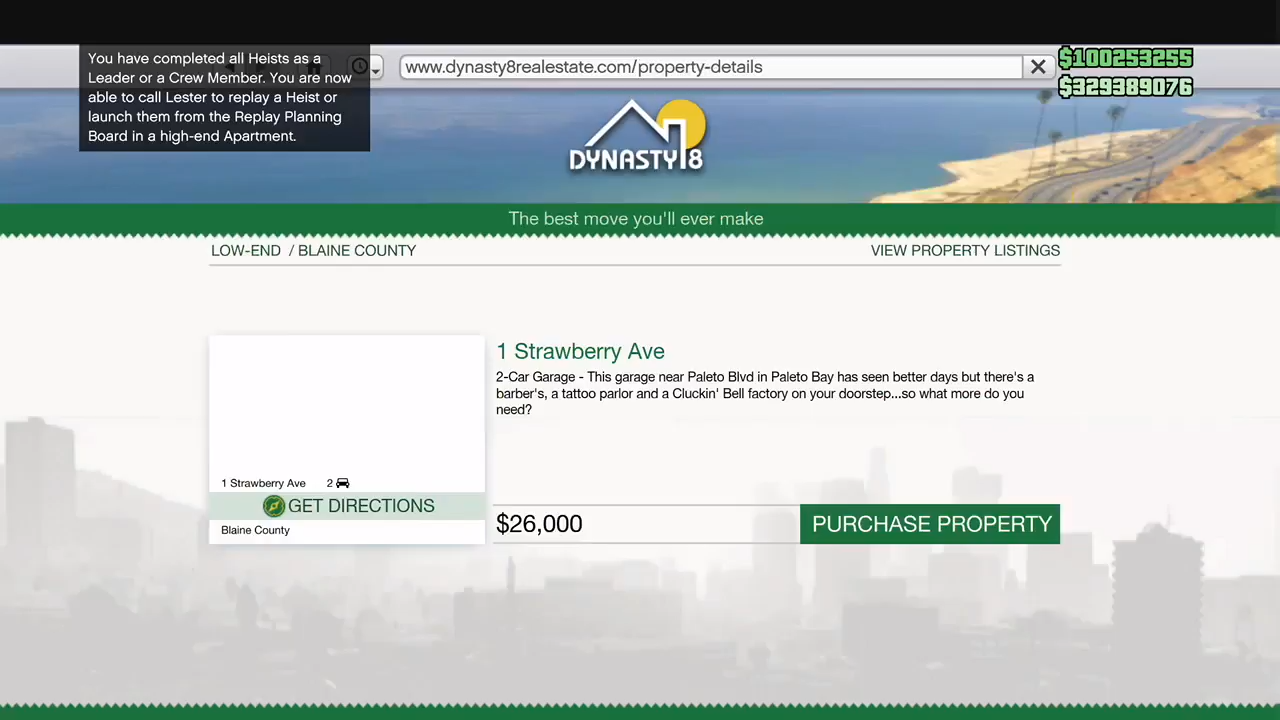 You have completed all Heists as a
Leader or a Crew Member. You are now
able to call Lester to replay a Heist or
launch them from the Replay Planning
Board in a high-end Apartment.
www.dynasty8realestate.com/property-details
$100253255
$329389076
DYNASTY8
The best move you'll ever make
LOW-END / BLAINE COUNTY
VIEW PROPERTY LISTINGS
1 Strawberry Ave
2-Car Garage - This garage near Paleto Blvd in Paleto Bay has seen better days but there's a
barber's, a tattoo parlor and a Cluckin' Bell factory on your doorstep...so what more do you
need?
1 Strawberry Ave 2
GET DIRECTIONS
Blaine County
$26,000
PURCHASE PROPERTY